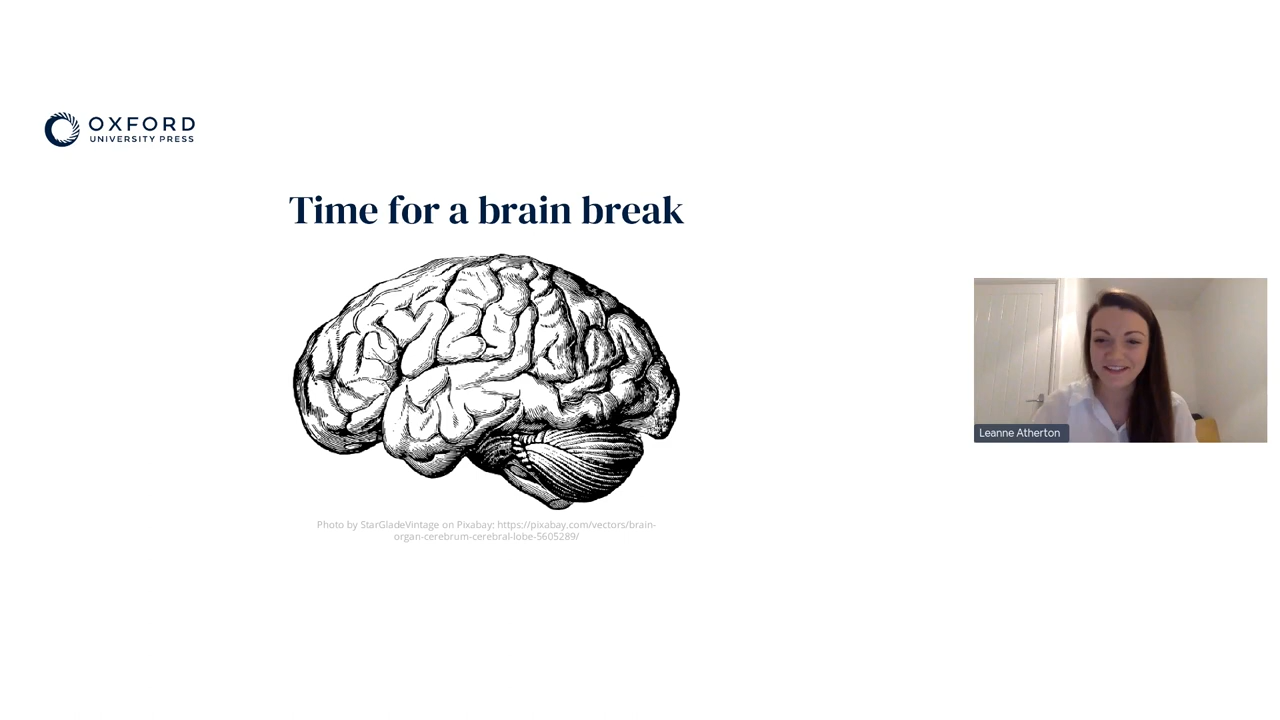 OXFORD
UNIVERSITY PRESS
Time for a brain break
Photo by StarGladeVintage on Pixabay: https://pixabay.com/vectors/brain-
organ-cerebrum-cerebral-lobe-5605289/
Leanne Atherton